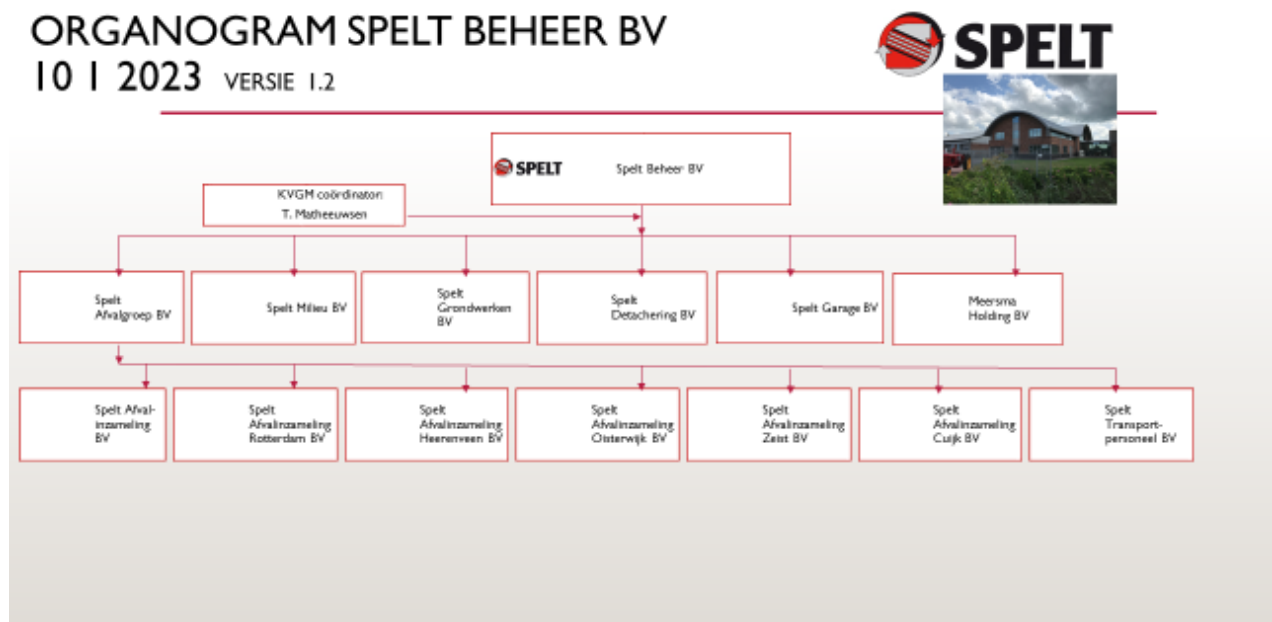 ORGANOGRAM SPELT BEHEER BV
10 1 2023 VERSIE 1.2
SPELT
SPELT
Spelt Beheer BV
KVGM coördinator:
T. Matheeuwsen
Spelt
Afvalgroep BV
Spelt Milieu BV
Spelt
Grondwerken
BV
Spelt
Detachering BV
Spelt Garage BV
Meersma
Holding BV
Spelt Afval-
inzameling
BV
Spelt
Afvalinzameling
Rotterdam BV
Spelt
Afvalinzameling
Heerenveen BV
Spelt
Afvalinzameling
Oisterwijk BV
Spelt
Afvalinzameling
Zeist BV
Spelt
Afvalinzameling
Cuijk BV
Spelt
Transport-
personeel BV